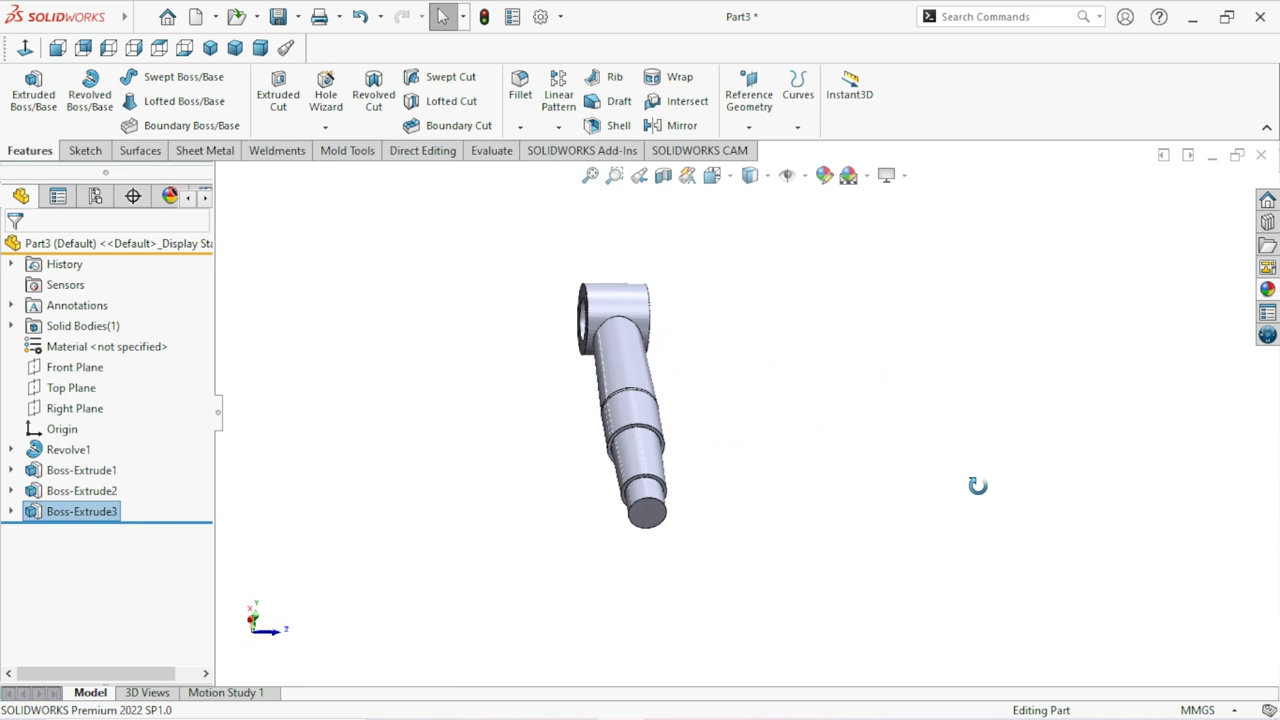 SOLIDWORKS
Part3 *
Search Commands
Extruded Boss/Base
Revolved Boss/Base
Swept Boss/Base
Lofted Boss/Base
Boundary Boss/Base
Extruded Cut
Hole Wizard
Revolved Cut
Swept Cut
Lofted Cut
Boundary Cut
Fillet
Linear Pattern
Rib
Draft
Shell
Wrap
Intersect
Mirror
Reference Geometry
Curves
Instant3D
Features
Sketch
Surfaces
Sheet Metal
Weldments
Mold Tools
Direct Editing
Evaluate
SOLIDWORKS Add-Ins
SOLIDWORKS CAM
Part3 (Default) <<Default>_Display Sta
History
Sensors
Annotations
Solid Bodies(1)
Material <not specified>
Front Plane
Top Plane
Right Plane
Origin
Revolve1
Boss-Extrude1
Boss-Extrude2
Boss-Extrude3
Y
X
Z
Model
3D Views
Motion Study 1
SOLIDWORKS Premium 2022 SP1.0
Editing Part
MMGS